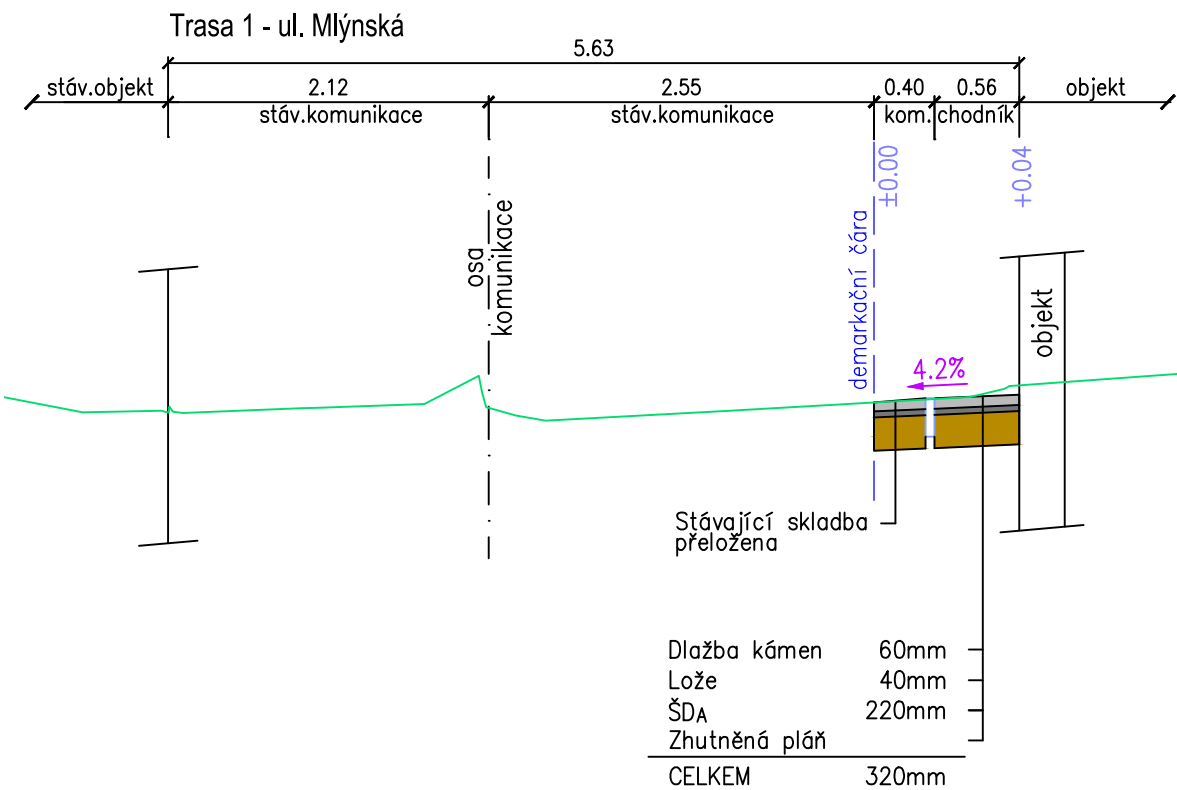 Trasa 1 - ul. Mlýnská
5.63
stáv.objekt 2.12 2.55 0.40 0.56 objekt
stáv.komunikace stáv.komunikace kom. chodník
±0.00
+0.04
demarkační čára
osa
komunikace
objekt
4.2%
Stávající skladba
přeložena
Dlažba kámen 60mm
Lože 40mm
ŠDA 220mm
Zhutněná pláň
CELKEM 320mm